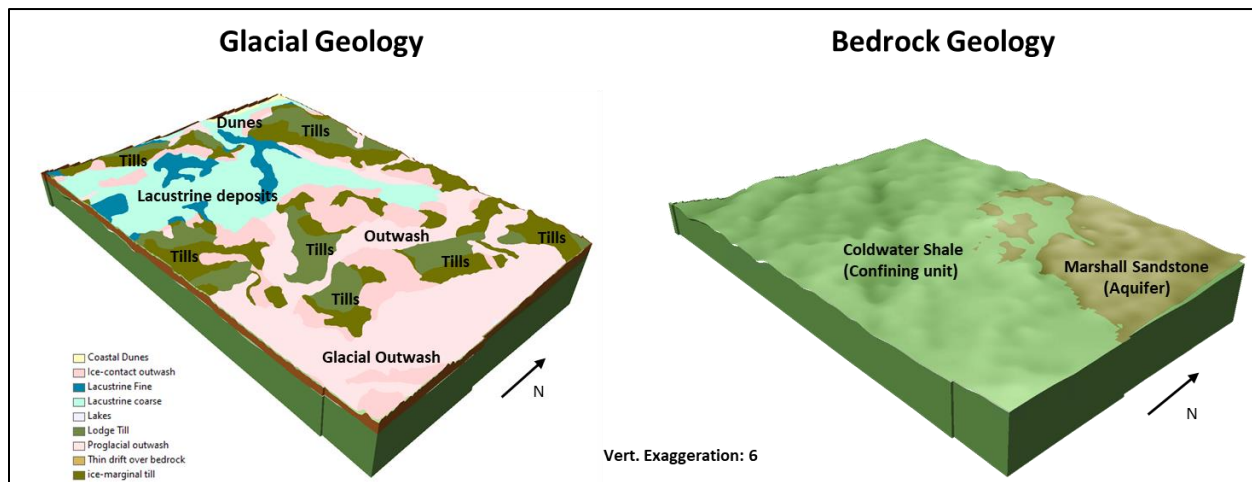 Glacial Geology
Dunes
Tills
Tills
Lacustrine deposits
Outwash
Tills
Tills
Tills
Tills
Tills
Glacial Outwash
Coastal Dunes
Ice-contact outwash
Lacustrine Fine
Lacustrine coarse
Lakes
Lodge Till
Proglacial outwash
Thin drift over bedrock
ice-marginal till
N
Bedrock Geology
Coldwater Shale
(Confining unit)
Marshall Sandstone
(Aquifer)
N
Vert. Exaggeration: 6